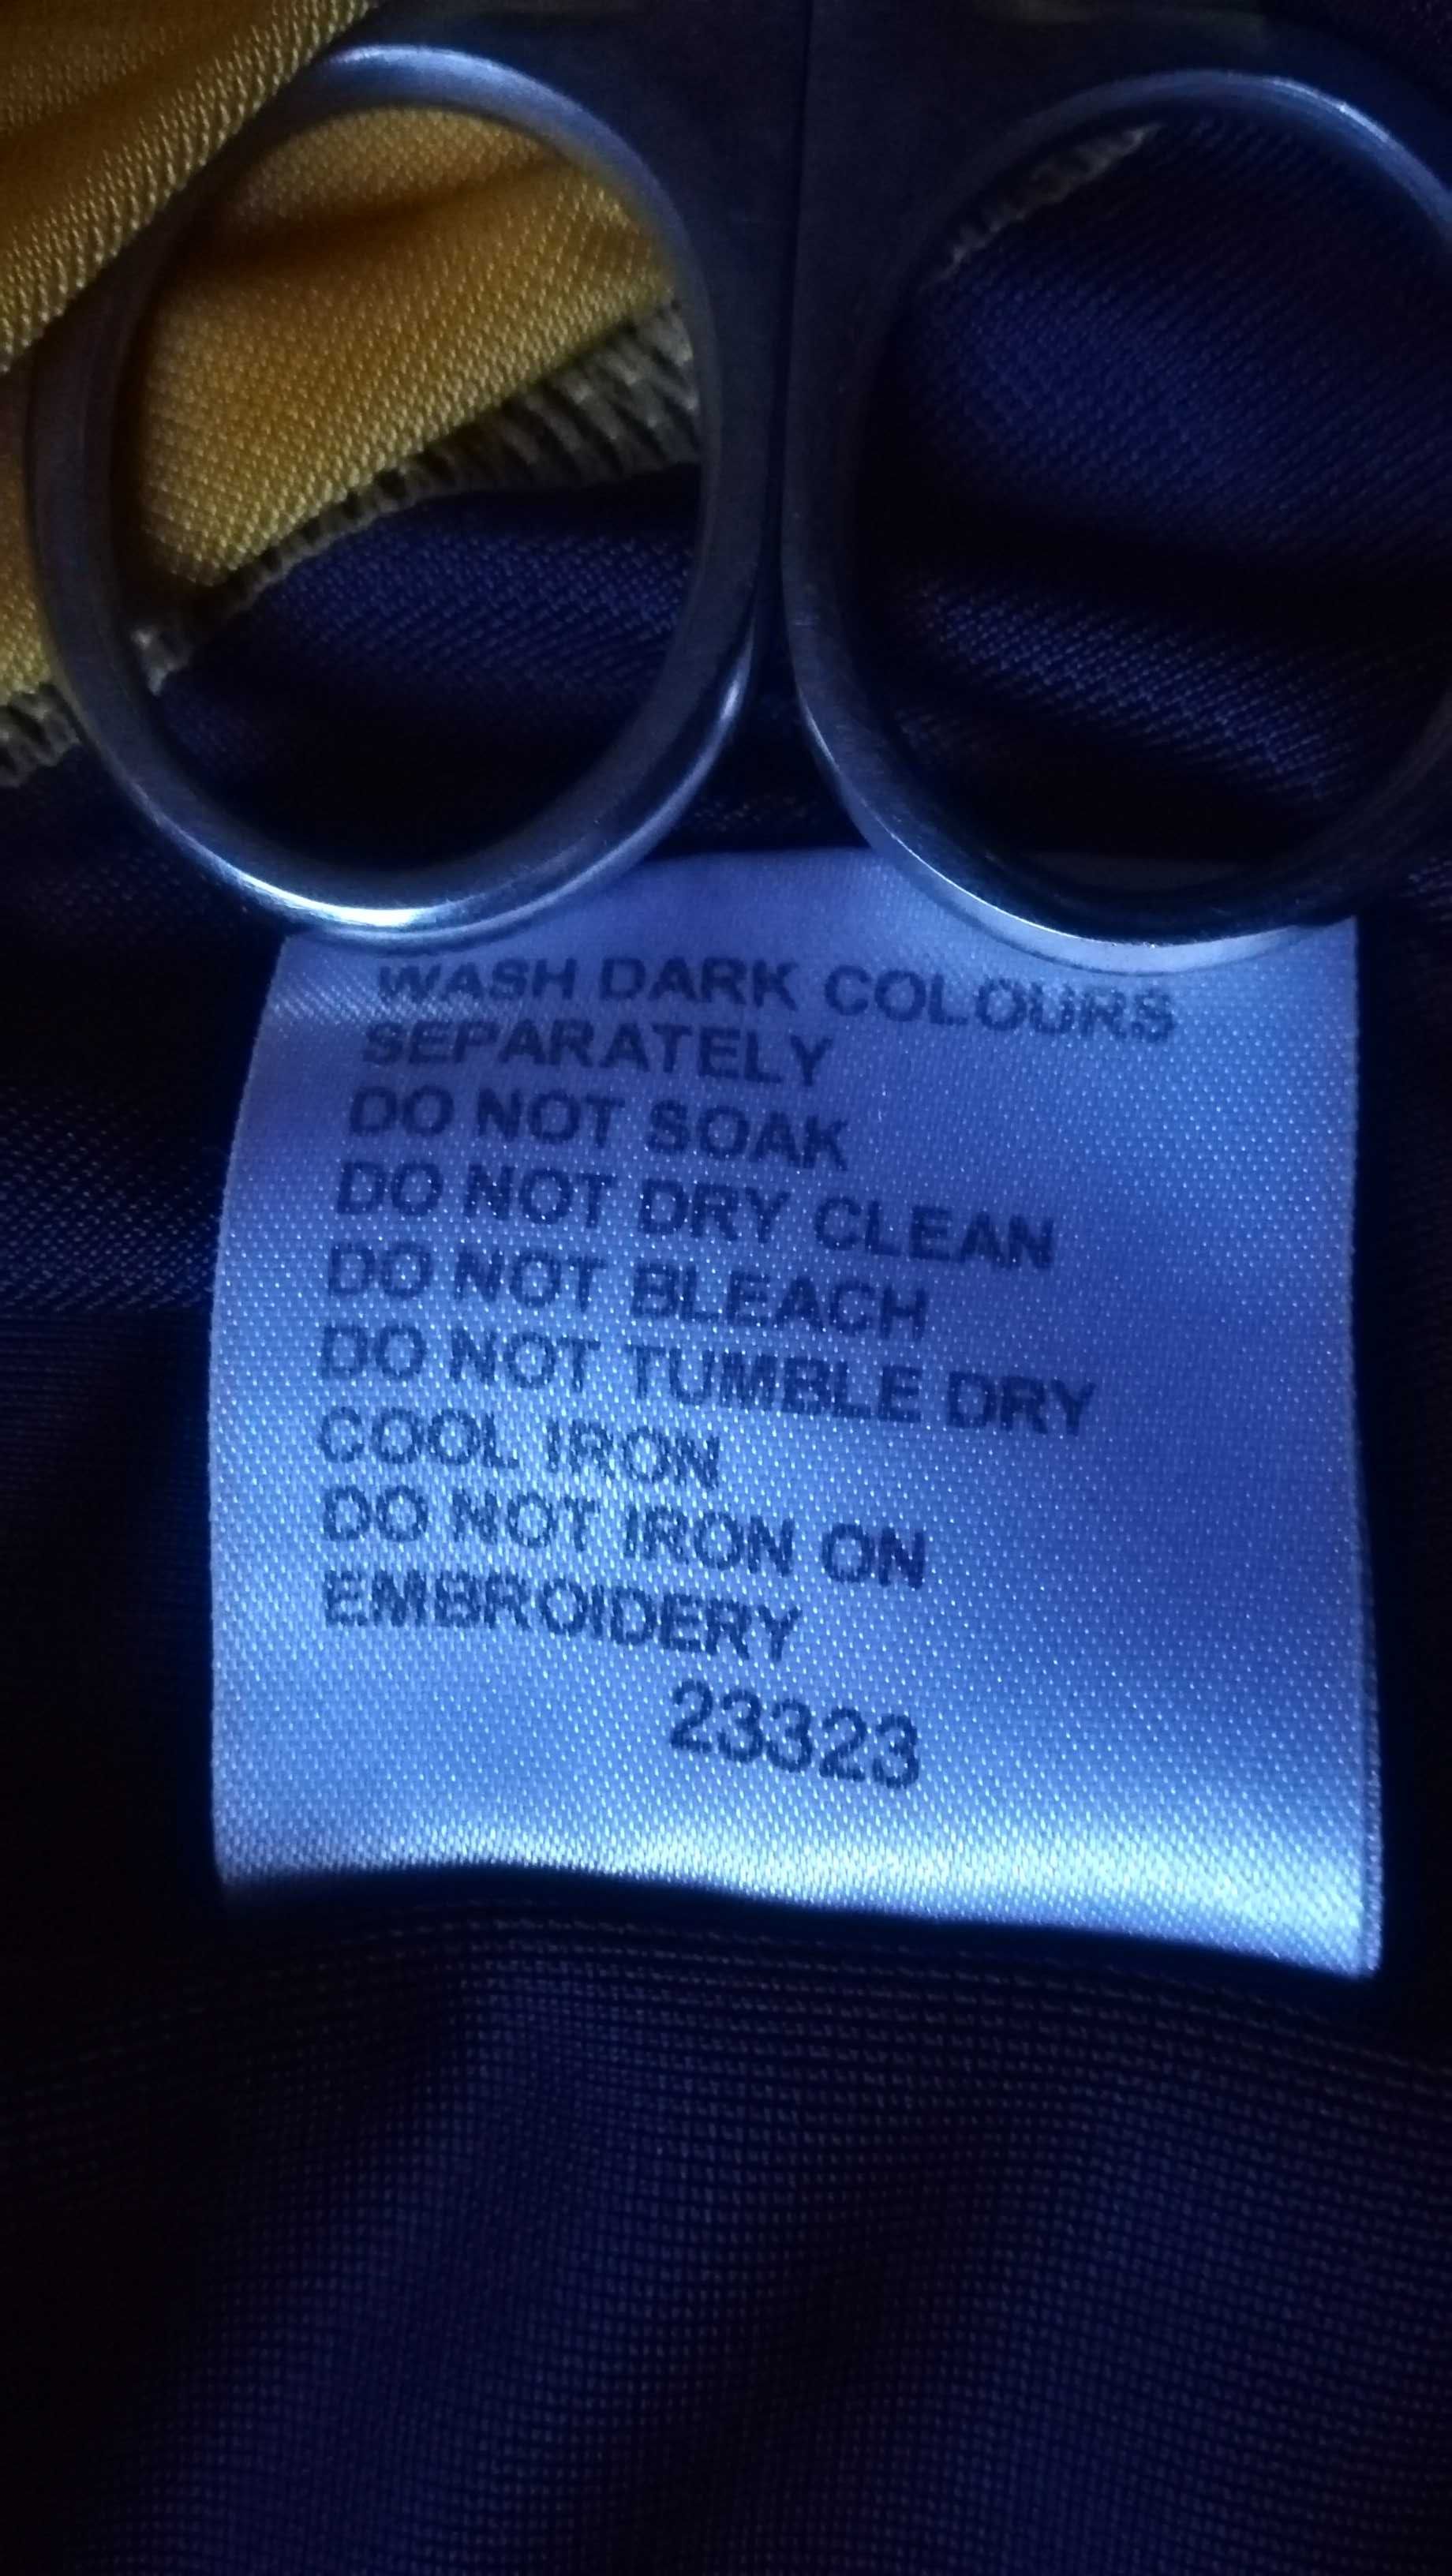 WASH DARK COLOURS
SEPARATELY
DO NOT SOAK
DO NOT DRY CLEAN
DO NOT BLEACH
DO NOT TUMBLE DRY
COOL IRON
DO NOT IRON ON
EMBROIDERY
23323